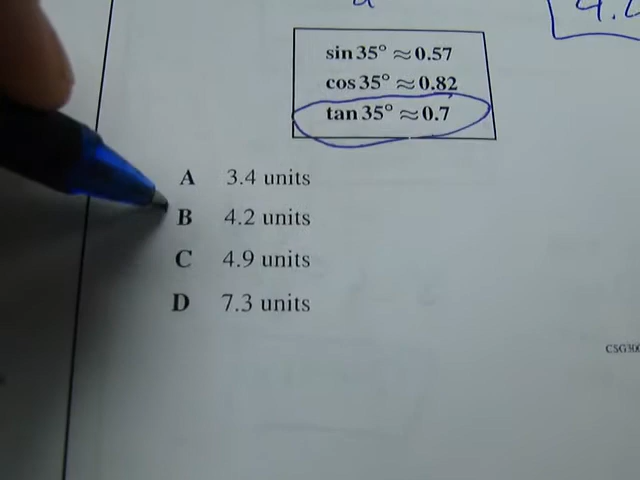 sin 35° ≈ 0.57
cos 35° ≈ 0.82
tan 35° ≈ 0.7
A 3.4 units
B 4.2 units
C 4.9 units
D 7.3 units